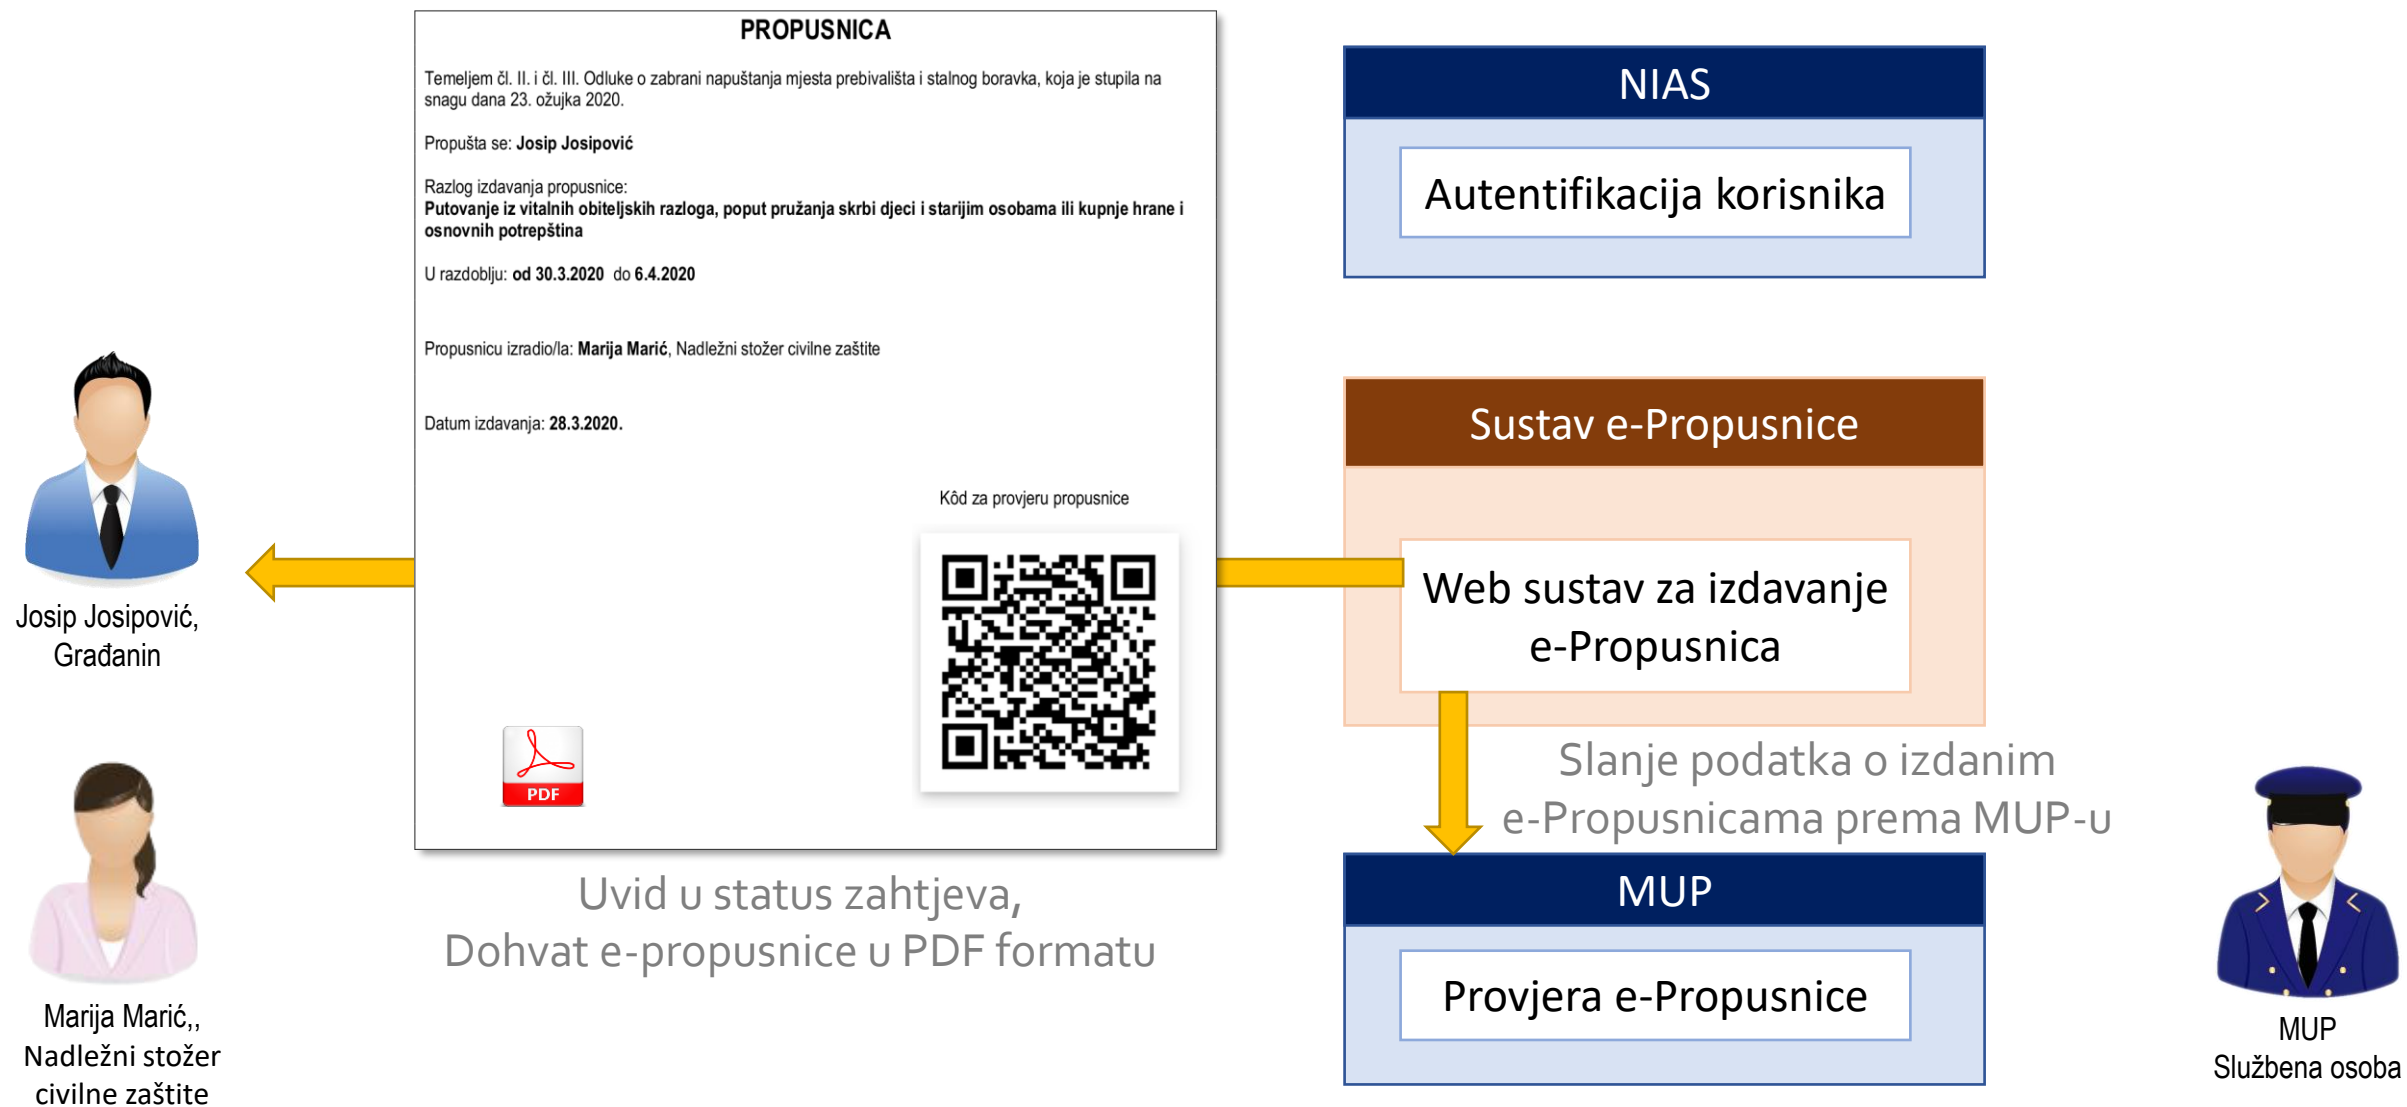 PROPUSNICA
Temeljem čl. II. i čl. III. Odluke o zabrani napuštanja mjesta prebivališta i stalnog boravka, koja je stupila na
snagu dana 23. ožujka 2020.
Propušta se: Josip Josipović
Razlog izdavanja propusnice:
Putovanje iz vitalnih obiteljskih razloga, poput pružanja skrbi djeci i starijim osobama ili kupnje hrane i
osnovnih potrepština
U razdoblju: od 30.3.2020 do 6.4.2020
Propusnicu izradio/la: Marija Marić, Nadležni stožer civilne zaštite
Datum izdavanja: 28.3.2020.
Kôd za provjeru propusnice
PDF
Uvid u status zahtjeva,
Dohvat e-propusnice u PDF formatu
Josip Josipović,
Građanin
Marija Marić,,
Nadležni stožer
civilne zaštite
NIAS
Autentifikacija korisnika
Sustav e-Propusnice
Web sustav za izdavanje
e-Propusnica
Slanje podatka o izdanim
e-Propusnicama prema MUP-u
MUP
Provjera e-Propusnice
MUP
Službena osoba